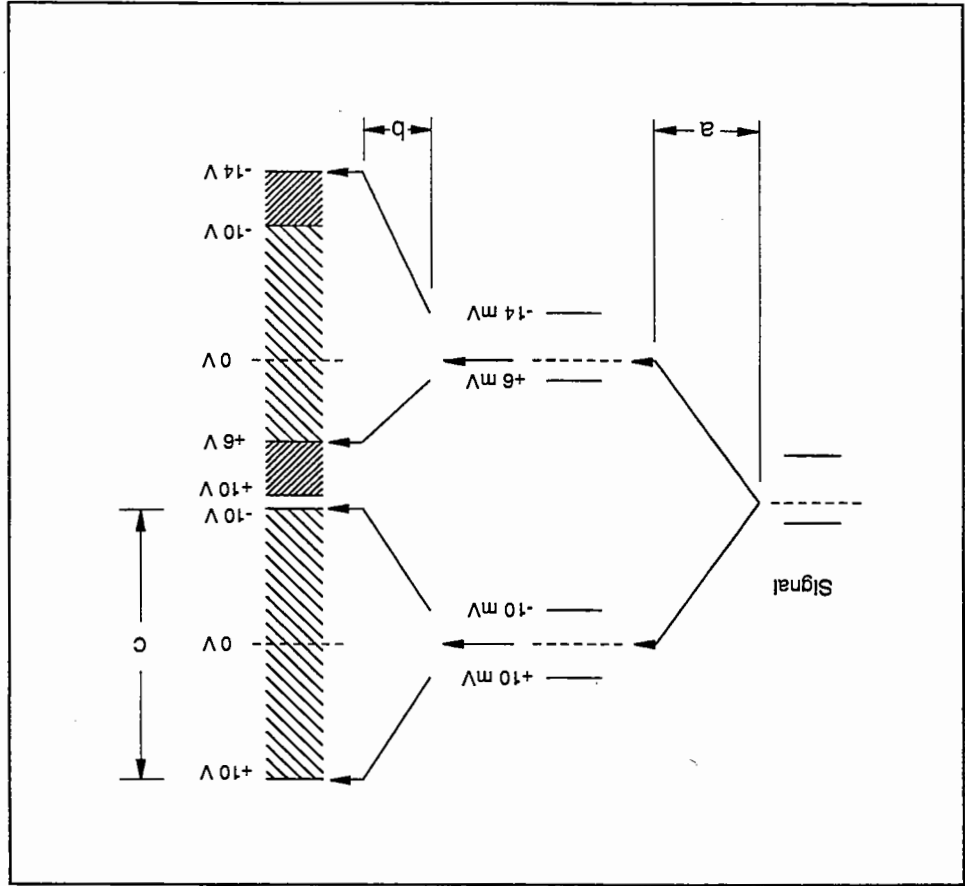 +10 V
+10 mV
0 V
c
-10 mV
Signal
-10 V
+10 V
+6 V
+6 mV
0 V
-14 mV
-10 V
-14 V
a
b